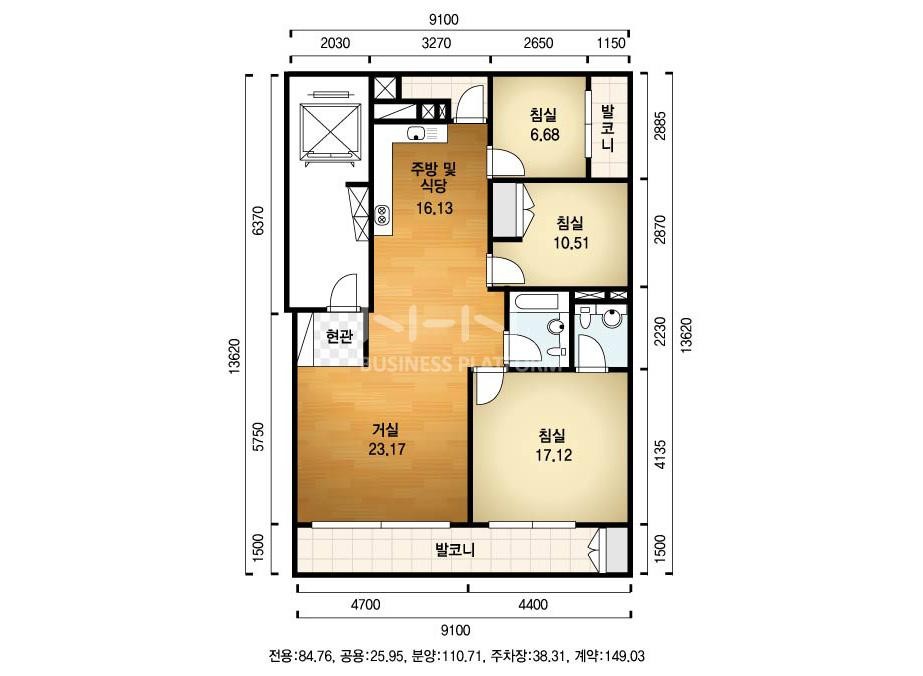 9100
2030 3270 2650 1150
침실
6.68
발코니
2885
주방 및
식당
16.13
침실
10.51
2870
6370
현관
2230
13620
13620
BUSINESS PLATFORM
거실
23.17
침실
17.12
5750
4135
발코니
1500
1500
4700 4400
9100
전용:84.76, 공용:25.95, 분양:110.71, 주차장:38.31, 계약:149.03